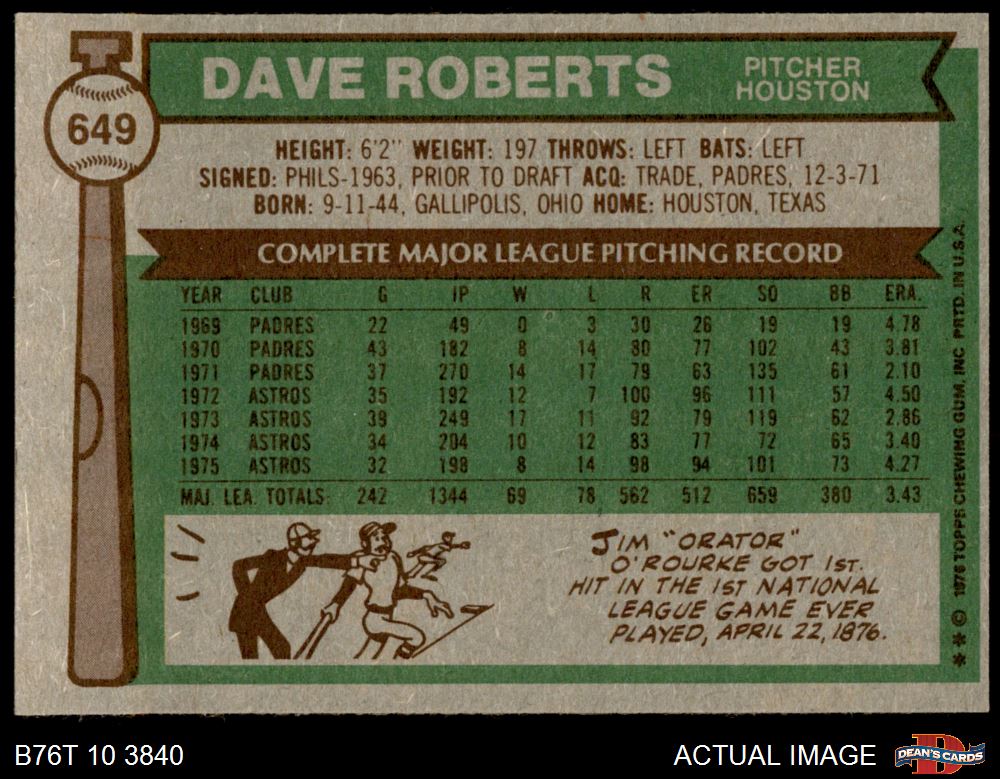 649
DAVE ROBERTS
PITCHER
HOUSTON
HEIGHT: 6'2" WEIGHT: 197 THROWS: LEFT BATS: LEFT
SIGNED: PHILS-1963, PRIOR TO DRAFT ACQ: TRADE, PADRES, 12-3-71
BORN: 9-11-44, GALLIPOLIS, OHIO HOME: HOUSTON, TEXAS
COMPLETE MAJOR LEAGUE PITCHING RECORD
YEAR CLUB G IP W L R ER SO BB ERA.
1969 PADRES 22 49 0 3 30 26 19 19 4.78
1970 PADRES 43 182 8 14 80 77 102 43 3.81
1971 PADRES 37 270 14 17 79 63 135 61 2.10
1972 ASTROS 35 192 12 7 100 96 111 57 4.50
1973 ASTROS 39 249 17 11 92 79 119 62 2.86
1974 ASTROS 34 204 10 12 83 77 72 65 3.40
1975 ASTROS 32 198 8 14 98 94 101 73 4.27
MAJ. LEA. TOTALS: 242 1344 69 78 562 512 659 380 3.43
JIM "ORATOR"
O'ROURKE GOT 1ST.
HIT IN THE 1ST NATIONAL
LEAGUE GAME EVER
PLAYED, APRIL 22, 1876.
** © 1976 TOPPS CHEWING GUM, INC. PRTD. IN U.S.A.
B76T 10 3840
ACTUAL IMAGE
D
DEAN'S CARDS